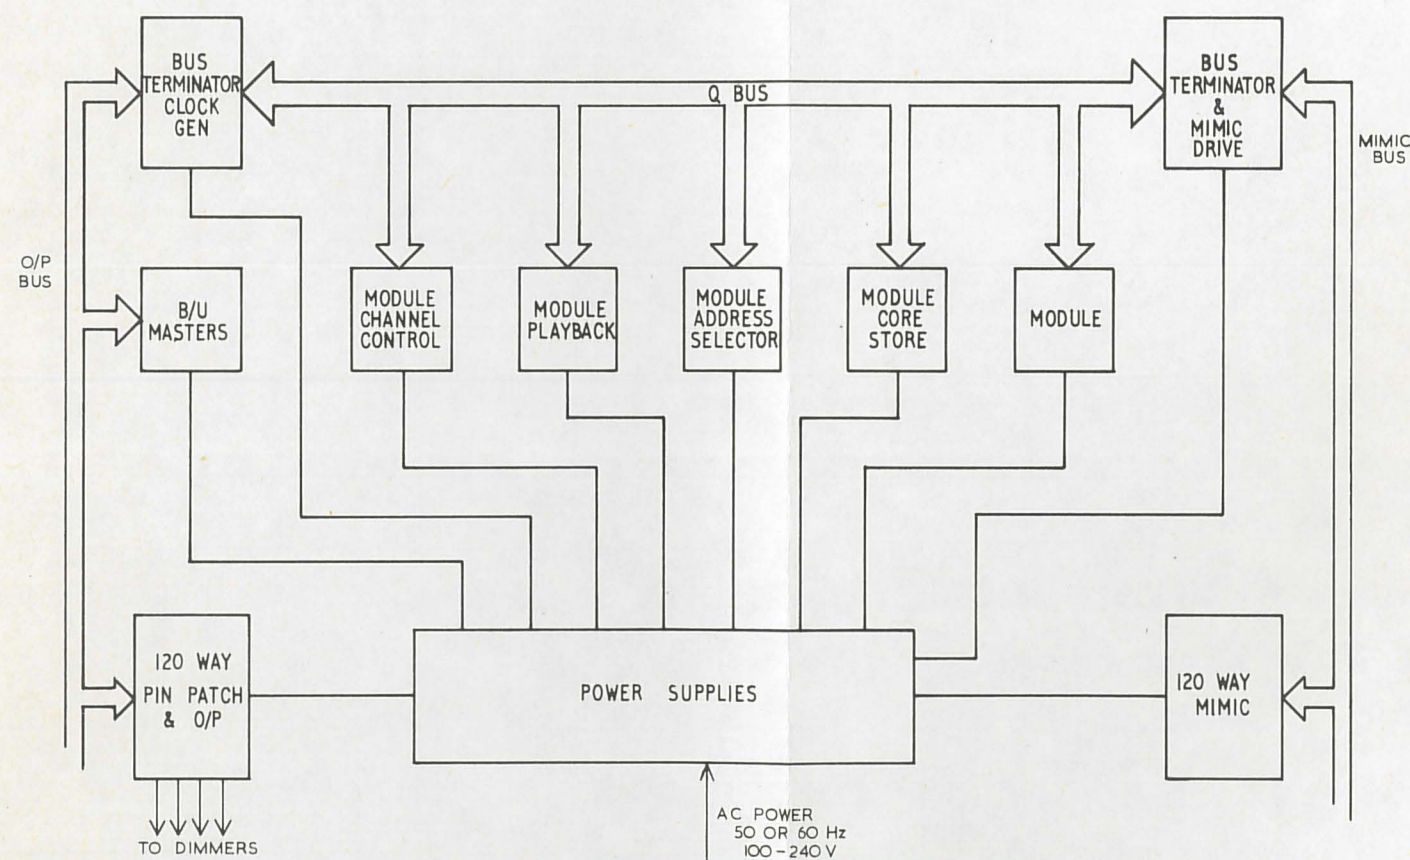 BUS
TERMINATOR
CLOCK
GEN
Q BUS
BUS
TERMINATOR
&
MIMIC
DRIVE
MIMIC
BUS
O/P
BUS
B/U
MASTERS
MODULE
CHANNEL
CONTROL
MODULE
PLAYBACK
MODULE
ADDRESS
SELECTOR
MODULE
CORE
STORE
MODULE
120 WAY
PIN PATCH
& O/P
POWER SUPPLIES
120 WAY
MIMIC
TO DIMMERS
AC POWER
50 OR 60 Hz
100-240 V